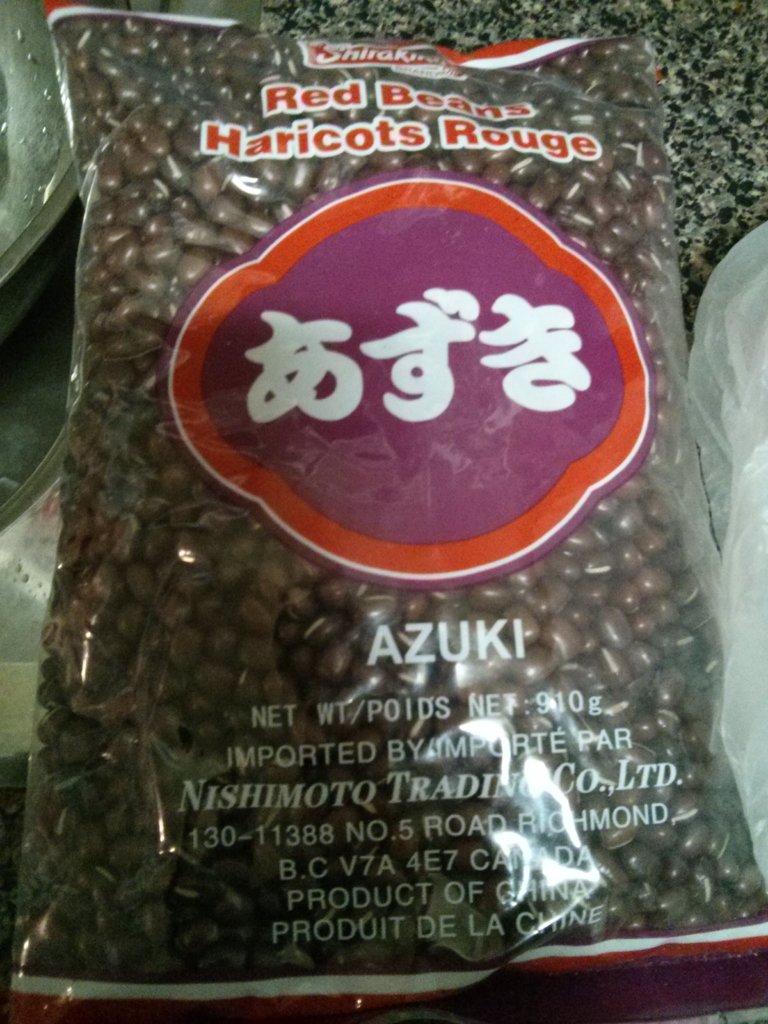 Shirakiku
Red Beans
Haricots Rouge
あずき
AZUKI
NET WT/POIDS NET:910g
IMPORTED BY/IMPORTÉ PAR
NISHIMOTO TRADING CO.,LTD.
130-11388 NO.5 ROAD RICHMOND,
B.C V7A 4E7 CANADA
PRODUCT OF CHINA
PRODUIT DE LA CHINE